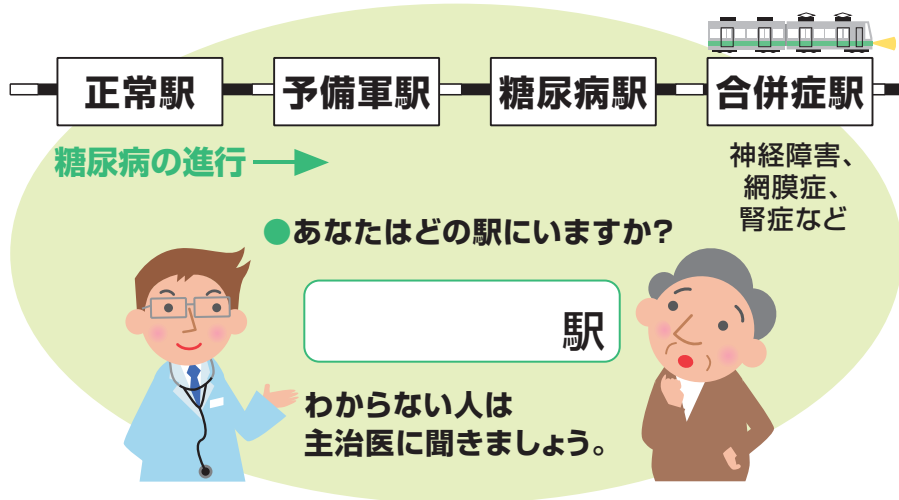 正常駅
予備軍駅
糖尿病駅
合併症駅
糖尿病の進行
神経障害、
網膜症、
腎症など
●あなたはどの駅にいますか?
駅
わからない人は
主治医に聞きましょう。